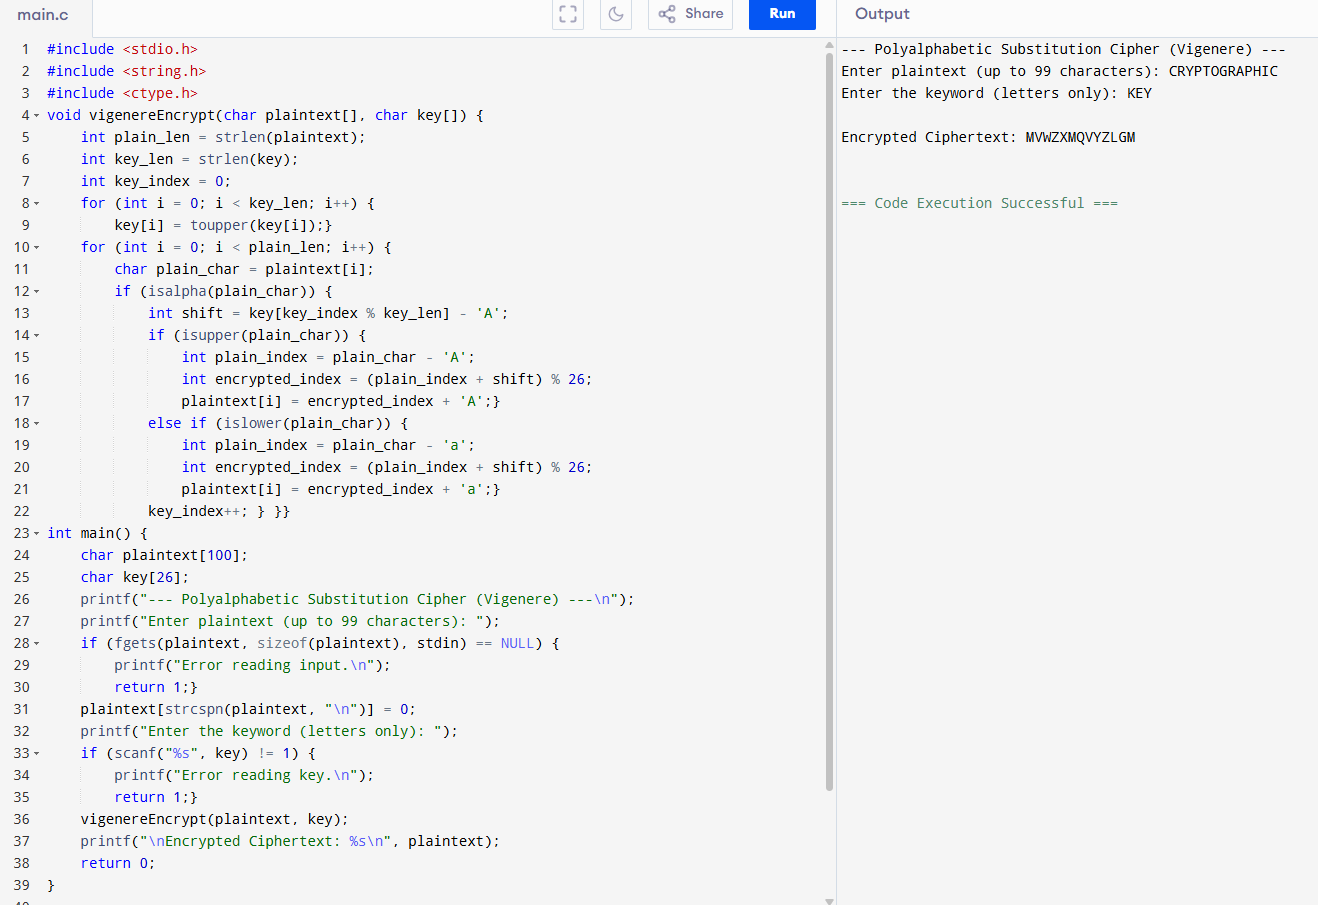 main.c
Share
Run
Output
1 #include <stdio.h>
2 #include <string.h>
3 #include <ctype.h>
4 void vigenereEncrypt(char plaintext[], char key[]) {
5     int plain_len = strlen(plaintext);
6     int key_len = strlen(key);
7     int key_index = 0;
8     for (int i = 0; i < key_len; i++) {
9         key[i] = toupper(key[i]);}
10     for (int i = 0; i < plain_len; i++) {
11         char plain_char = plaintext[i];
12         if (isalpha(plain_char)) {
13             int shift = key[key_index % key_len] - 'A';
14             if (isupper(plain_char)) {
15                 int plain_index = plain_char - 'A';
16                 int encrypted_index = (plain_index + shift) % 26;
17                 plaintext[i] = encrypted_index + 'A';}
18             else if (islower(plain_char)) {
19                 int plain_index = plain_char - 'a';
20                 int encrypted_index = (plain_index + shift) % 26;
21                 plaintext[i] = encrypted_index + 'a';}
22             key_index++; } }}
23 int main() {
24     char plaintext[100];
25     char key[26];
26     printf("--- Polyalphabetic Substitution Cipher (Vigenere) ---\n");
27     printf("Enter plaintext (up to 99 characters): ");
28     if (fgets(plaintext, sizeof(plaintext), stdin) == NULL) {
29         printf("Error reading input.\n");
30         return 1;}
31     plaintext[strcspn(plaintext, "\n")] = 0;
32     printf("Enter the keyword (letters only): ");
33     if (scanf("%s", key) != 1) {
34         printf("Error reading key.\n");
35         return 1;}
36     vigenereEncrypt(plaintext, key);
37     printf("\nEncrypted Ciphertext: %s\n", plaintext);
38     return 0;
39 }
--- Polyalphabetic Substitution Cipher (Vigenere) ---
Enter plaintext (up to 99 characters): CRYPTOGRAPHIC
Enter the keyword (letters only): KEY
Encrypted Ciphertext: MVWZXMQVYZLGM
=== Code Execution Successful ===